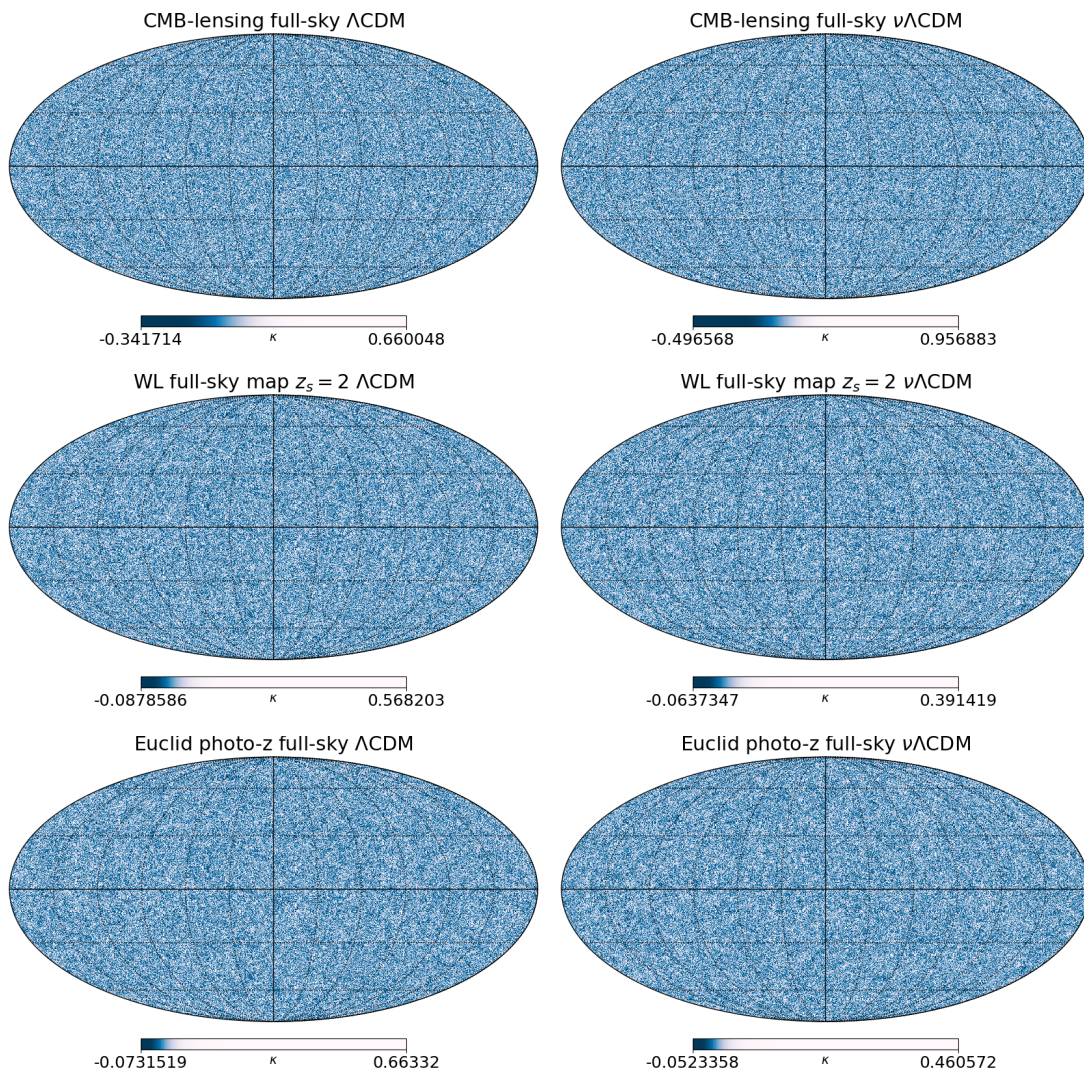 CMB-lensing full-sky ΛCDM
CMB-lensing full-sky νΛCDM
-0.341714 κ 0.660048
-0.496568 κ 0.956883
WL full-sky map z_s = 2 ΛCDM
WL full-sky map z_s = 2 νΛCDM
-0.0878586 κ 0.568203
-0.0637347 κ 0.391419
Euclid photo-z full-sky ΛCDM
Euclid photo-z full-sky νΛCDM
-0.0731519 κ 0.66332
-0.0523358 κ 0.460572